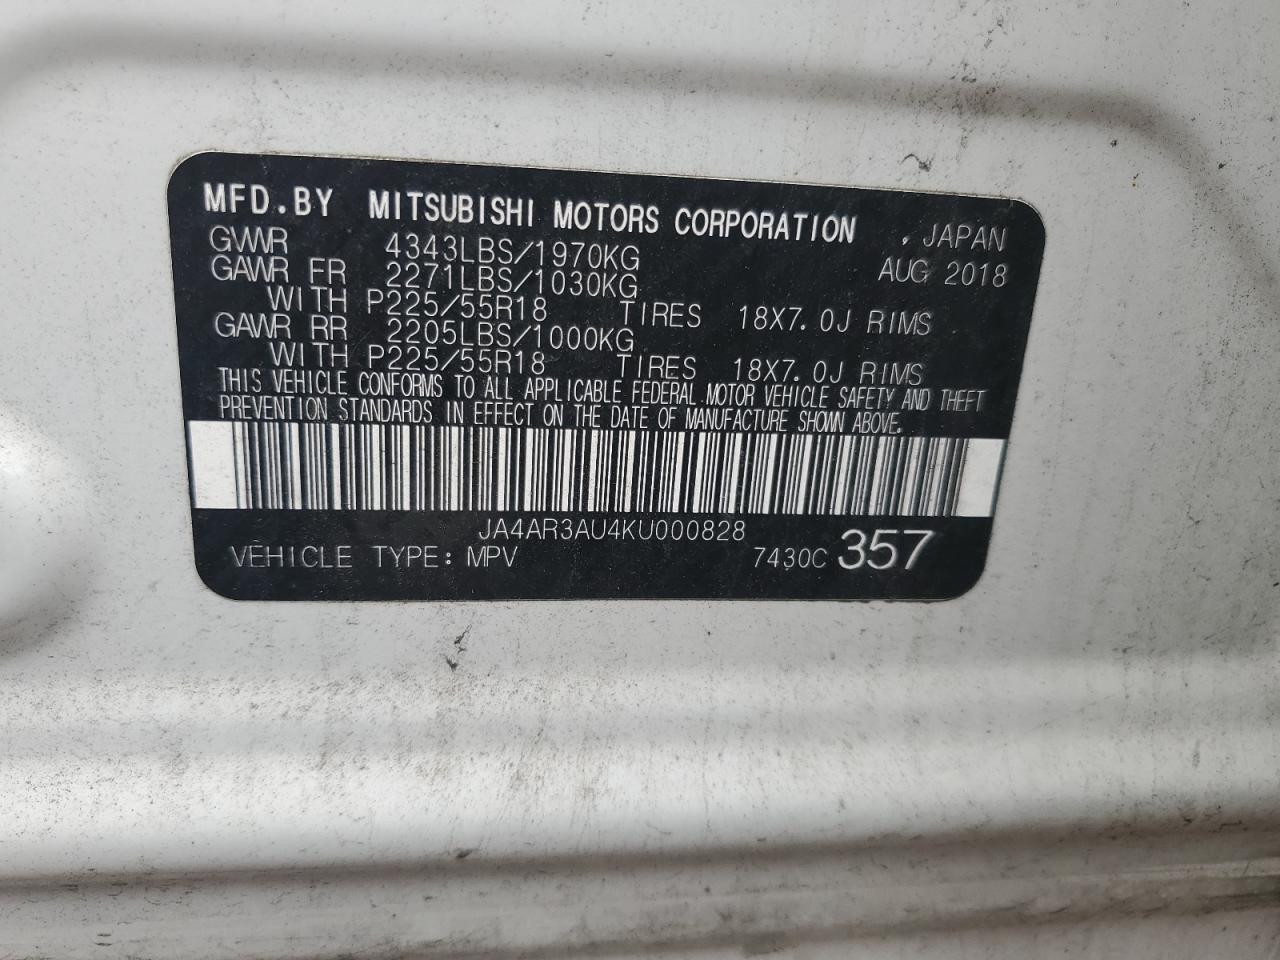 MFD.BY MITSUBISHI MOTORS CORPORATION , JAPAN
GVWR 4343LBS/1970KG AUG 2018
GAWR FR 2271LBS/1030KG
WITH P225/55R18 TIRES 18X7.0J RIMS
GAWR RR 2205LBS/1000KG
WITH P225/55R18 TIRES 18X7.0J RIMS
THIS VEHICLE CONFORMS TO ALL APPLICABLE FEDERAL MOTOR VEHICLE SAFETY AND THEFT
PREVENTION STANDARDS IN EFFECT ON THE DATE OF MANUFACTURE SHOWN ABOVE.
JA4AR3AU4KU000828
VEHICLE TYPE: MPV 7430C 357